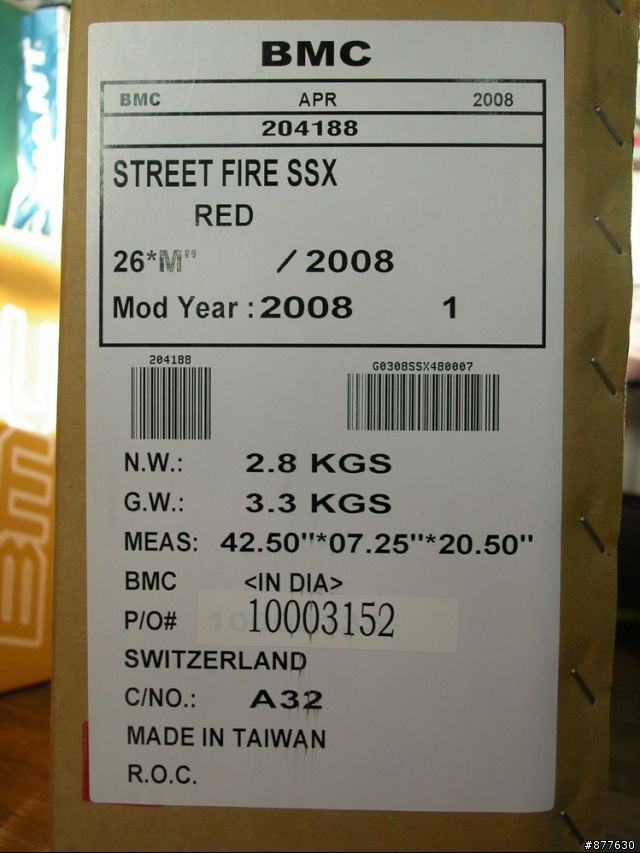 BMC
BMC APR 2008
204188
STREET FIRE SSX
RED
26*M" / 2008
Mod Year : 2008 1
204188 G0308SSX480007
N.W.: 2.8 KGS
G.W.: 3.3 KGS
MEAS: 42.50"*07.25"*20.50"
BMC <IN DIA>
P/O# 10003152
SWITZERLAND
C/NO.: A32
MADE IN TAIWAN
R.O.C.
BMC
#877630